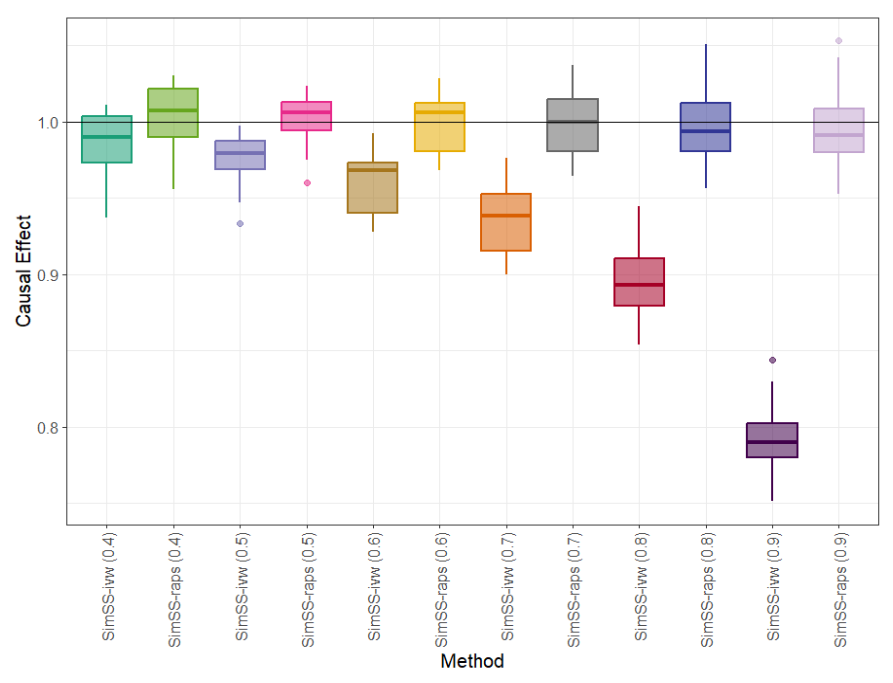 Causal Effect
1.0
0.9
0.8
SimSS-ivw (0.4)
SimSS-raps (0.4)
SimSS-ivw (0.5)
SimSS-raps (0.5)
SimSS-ivw (0.6)
SimSS-raps (0.6)
SimSS-ivw (0.7)
SimSS-raps (0.7)
SimSS-ivw (0.8)
SimSS-raps (0.8)
SimSS-ivw (0.9)
SimSS-raps (0.9)
Method